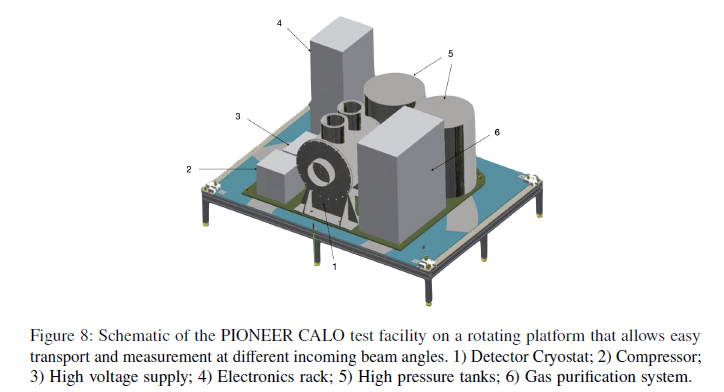 4
5
3
6
2
1
Figure 8: Schematic of the PIONEER CALO test facility on a rotating platform that allows easy
transport and measurement at different incoming beam angles. 1) Detector Cryostat; 2) Compressor;
3) High voltage supply; 4) Electronics rack; 5) High pressure tanks; 6) Gas purification system.